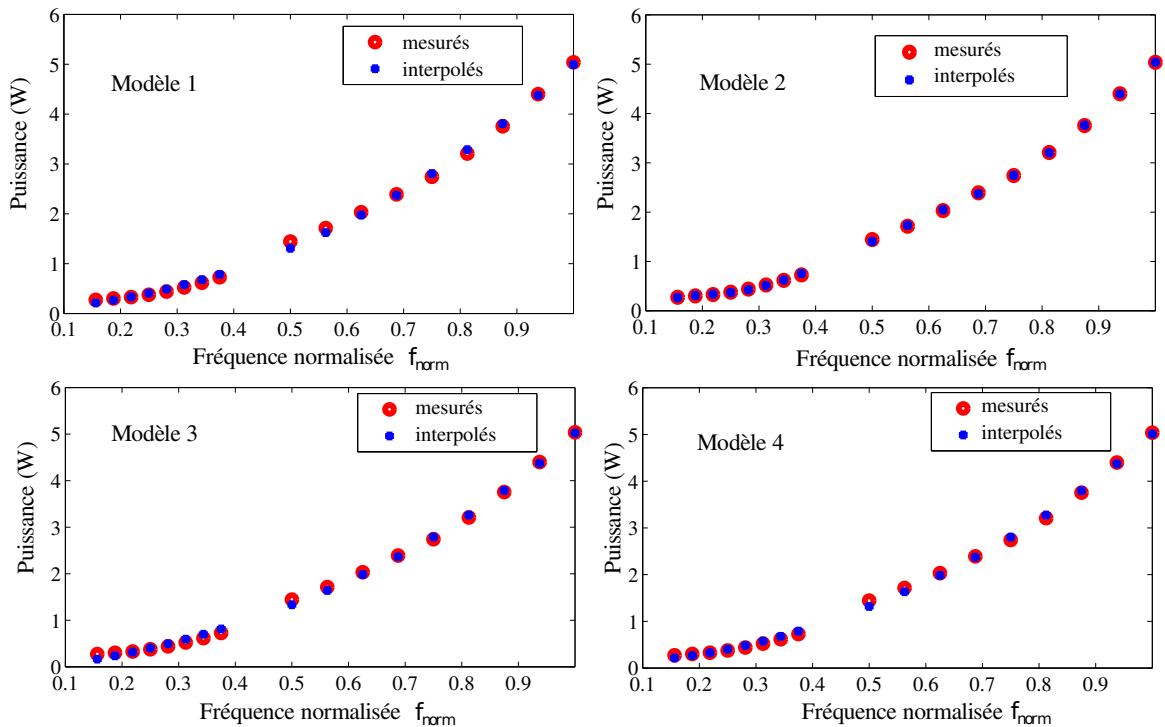 6
5
4
3
2
1
0
Puissance (W)
Modèle 1
mesurés
interpolés
0.1 0.2 0.3 0.4 0.5 0.6 0.7 0.8 0.9
Fréquence normalisée f_norm
6
5
4
3
2
1
0
Puissance (W)
Modèle 2
mesurés
interpolés
0.1 0.2 0.3 0.4 0.5 0.6 0.7 0.8 0.9
Fréquence normalisée f_norm
6
5
4
3
2
1
0
Puissance (W)
Modèle 3
mesurés
interpolés
0.1 0.2 0.3 0.4 0.5 0.6 0.7 0.8 0.9
Fréquence normalisée f_norm
6
5
4
3
2
1
0
Puissance (W)
Modèle 4
mesurés
interpolés
0.1 0.2 0.3 0.4 0.5 0.6 0.7 0.8 0.9
Fréquence normalisée f_norm